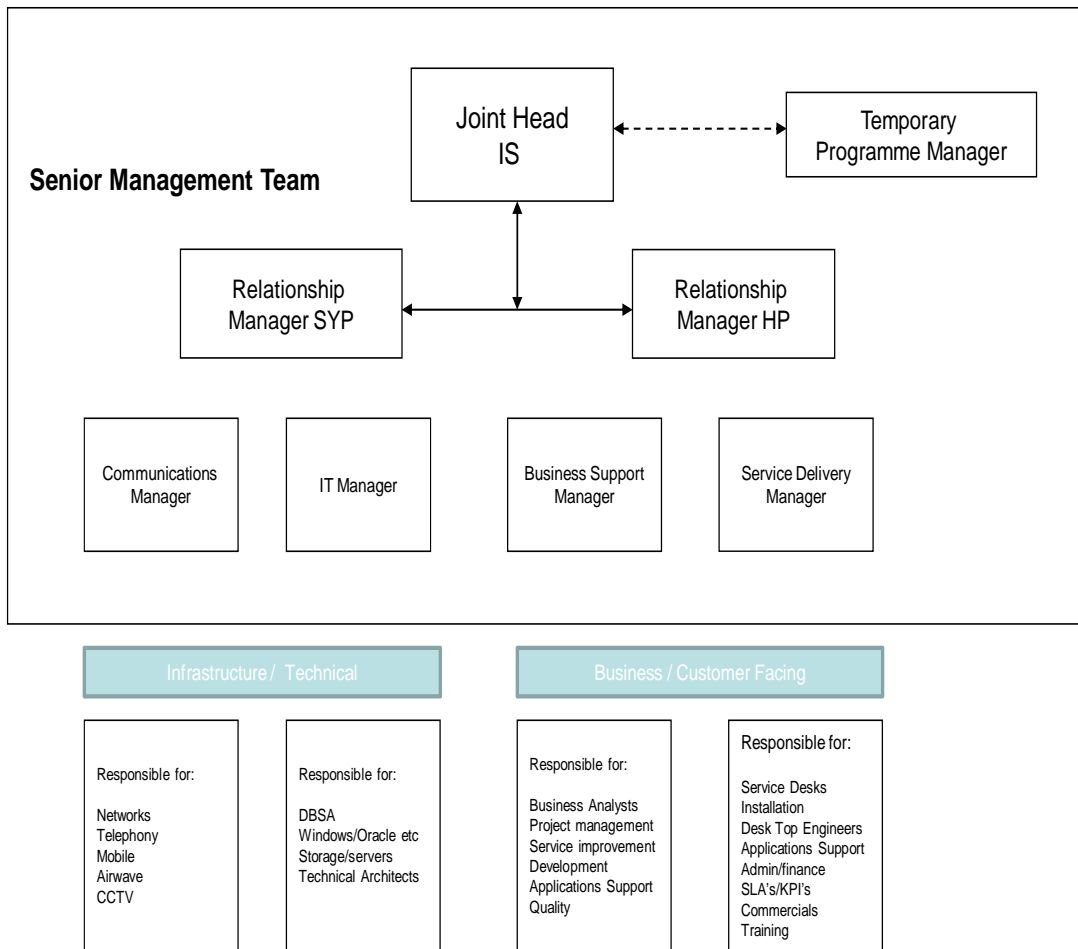 Joint Head
IS
Temporary
Programme Manager
Senior Management Team
Relationship
Manager SYP
Relationship
Manager HP
Communications
Manager
IT Manager
Business Support
Manager
Service Delivery
Manager
Infrastructure / Technical
Business / Customer Facing
Responsible for:
Networks
Telephony
Mobile
Airwave
CCTV
Responsible for:
DBSA
Windows/Oracle etc
Storage/servers
Technical Architects
Responsible for:
Business Analysts
Project management
Service improvement
Development
Applications Support
Quality
Responsible for:
Service Desks
Installation
Desk Top Engineers
Applications Support
Admin/finance
SLA's/KPI's
Commercials
Training